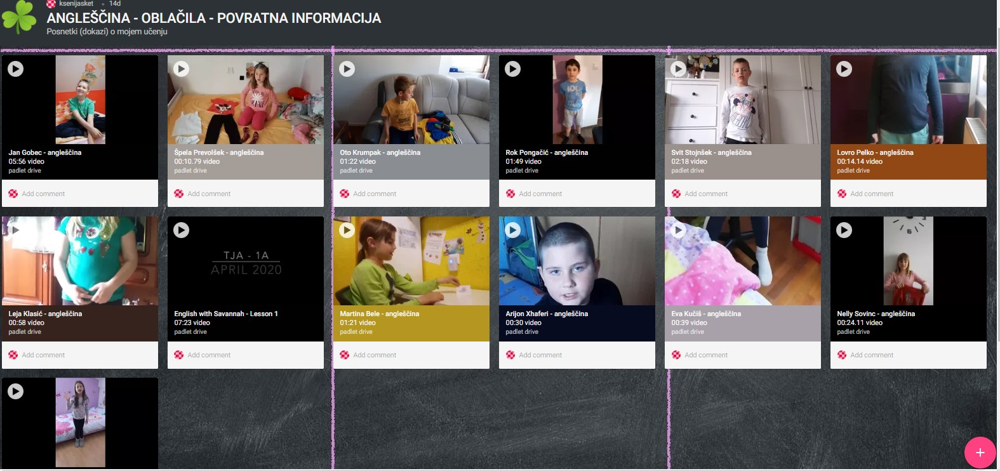 ksenijasket • 14d
ANGLEŠČINA - OBLAČILA - POVRATNA INFORMACIJA
Posnetki (dokazi) o mojem učenju
Jan Gobec - angleščina
05:56 video
padlet drive
Add comment
Špela Prevolšek - angleščina
00:10.79 video
padlet drive
Add comment
Oto Krumpak - angleščina
01:22 video
padlet drive
Add comment
Rok Pongačić - angleščina
01:49 video
padlet drive
Add comment
Svit Stojnšek - angleščina
02:18 video
padlet drive
Add comment
Lovro Pelko - angleščina
00:14.14 video
padlet drive
Add comment
Leja Klasić - angleščina
00:58 video
padlet drive
Add comment
TJA - 1A
APRIL 2020
English with Savannah - Lesson 1
07:23 video
padlet drive
Add comment
Martina Bele - angleščina
01:21 video
padlet drive
Add comment
Arijon Xhaferi - angleščina
00:30 video
padlet drive
Add comment
Eva Kučiš - angleščina
00:39 video
padlet drive
Add comment
Nelly Sovinc - angleščina
00:24.11 video
padlet drive
Add comment